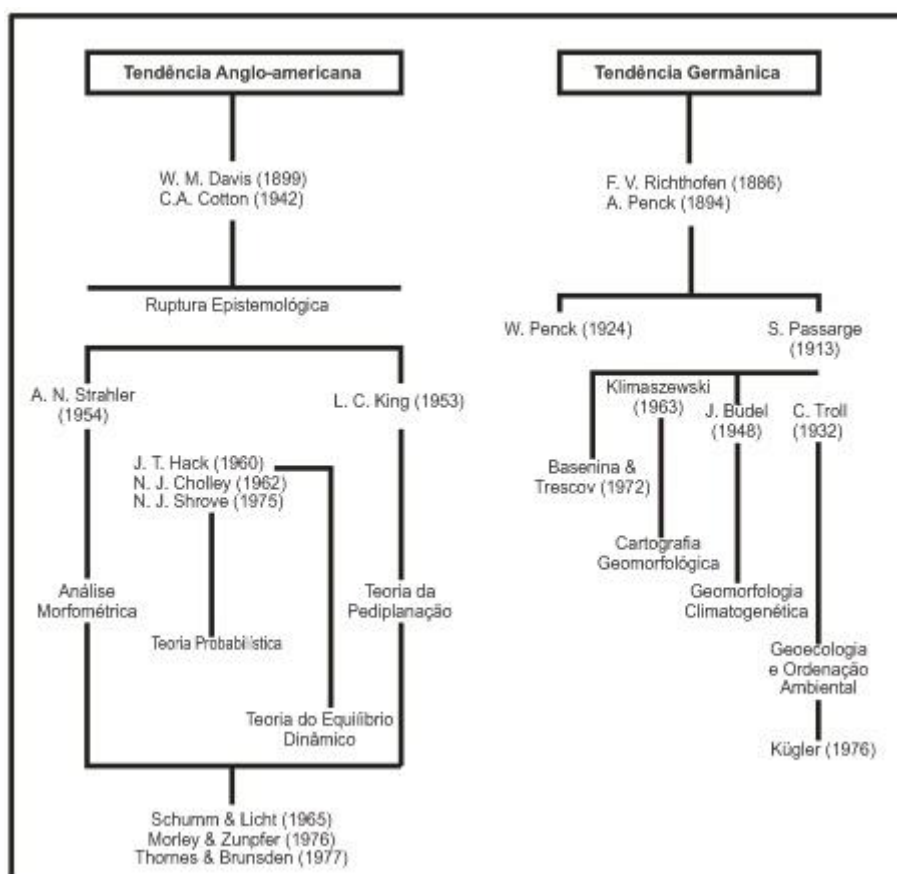 Tendência Anglo-americana
W. M. Davis (1899)
C.A. Cotton (1942)
Ruptura Epistemológica
A. N. Strahler
(1954)
L. C. King (1953)
J. T. Hack (1960)
N. J. Cholley (1962)
N. J. Shrove (1975)
Análise
Morfométrica
Teoria da
Pediplanação
Teoria Probabilística
Teoria do Equilíbrio
Dinâmico
Schumm & Licht (1965)
Morley & Zunpfer (1976)
Thornes & Brunsden (1977)
Tendência Germânica
F. V. Richthofen (1886)
A. Penck (1894)
W. Penck (1924)
S. Passarge
(1913)
Klimaszewski
(1963)
J. Büdel
(1948)
C. Troll
(1932)
Basenina &
Trescov (1972)
Cartografia
Geomorfológica
Geomorfologia
Climatogenética
Geoecologia
e Ordenação
Ambiental
Kügler (1976)